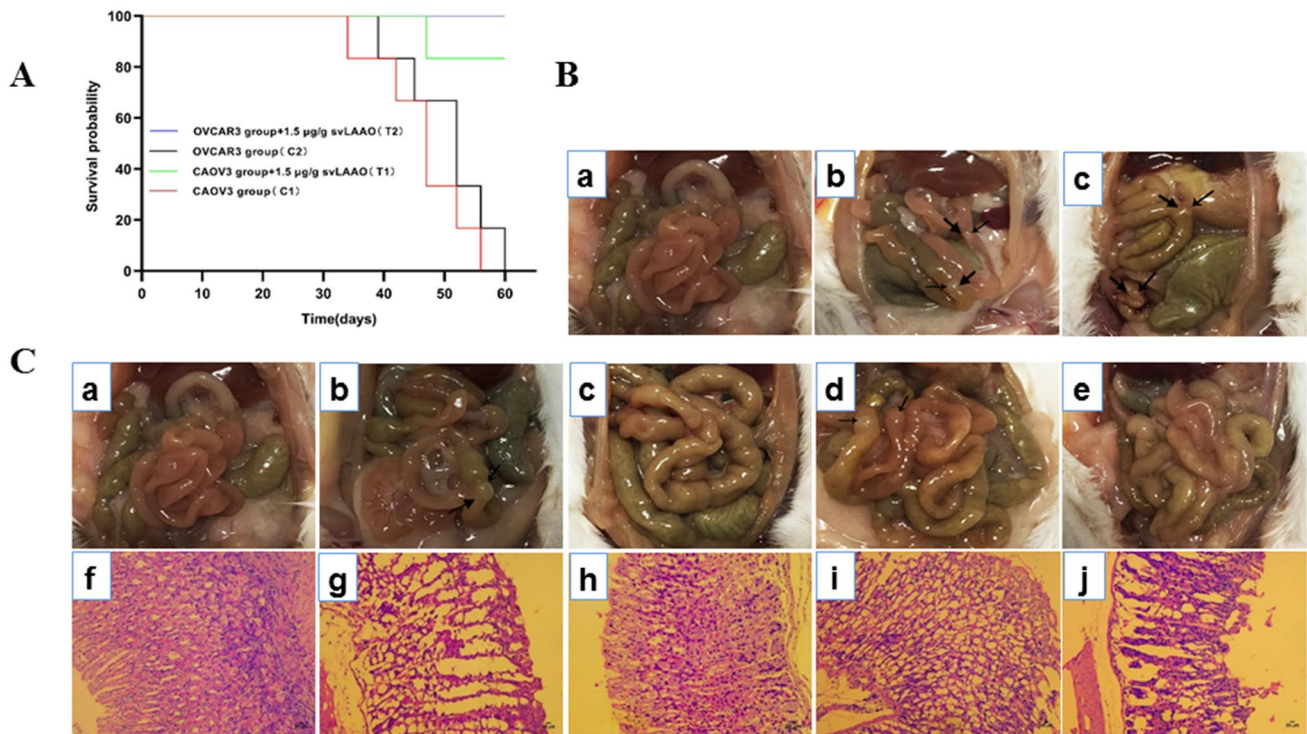 A
Survival probability
100
80
60
40
20
0
OVCAR3 group+1.5 µg/g svLAAO( T2)
OVCAR3 group( C2)
CAOV3 group+1.5 µg/g svLAAO( T1)
CAOV3 group( C1)
0 10 20 30 40 50 60
Time(days)
B
a b c
C
a b c d e
f g h i j